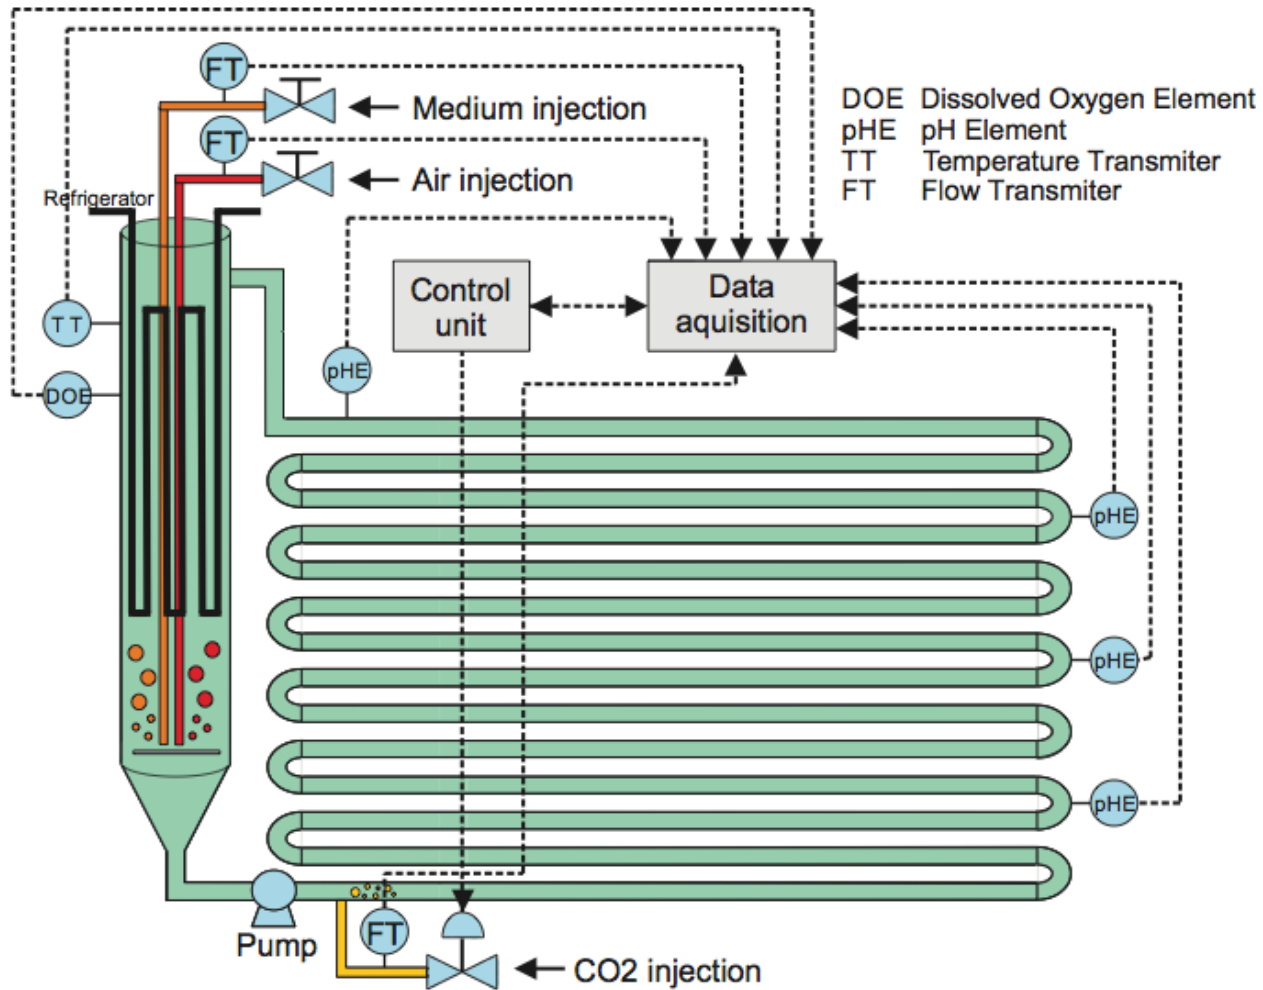 FT
Medium injection
FT
Air injection
DOE Dissolved Oxygen Element
pHE pH Element
TT Temperature Transmiter
FT Flow Transmiter
Refrigerator
Control
unit
Data
aquisition
TT
pHE
DOE
pHE
pHE
pHE
FT
Pump
CO2 injection